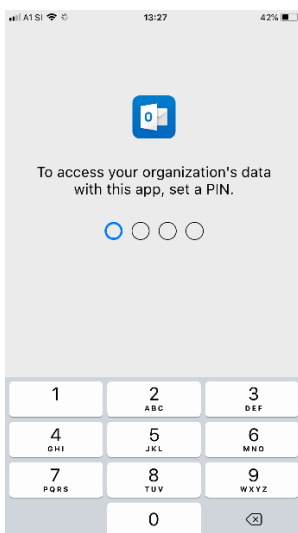 A1 SI 13:27 42%
O
To access your organization's data
with this app, set a PIN.
1 2 3
ABC DEF
4 5 6
GHI JKL MNO
7 8 9
PQRS TUV WXYZ
0